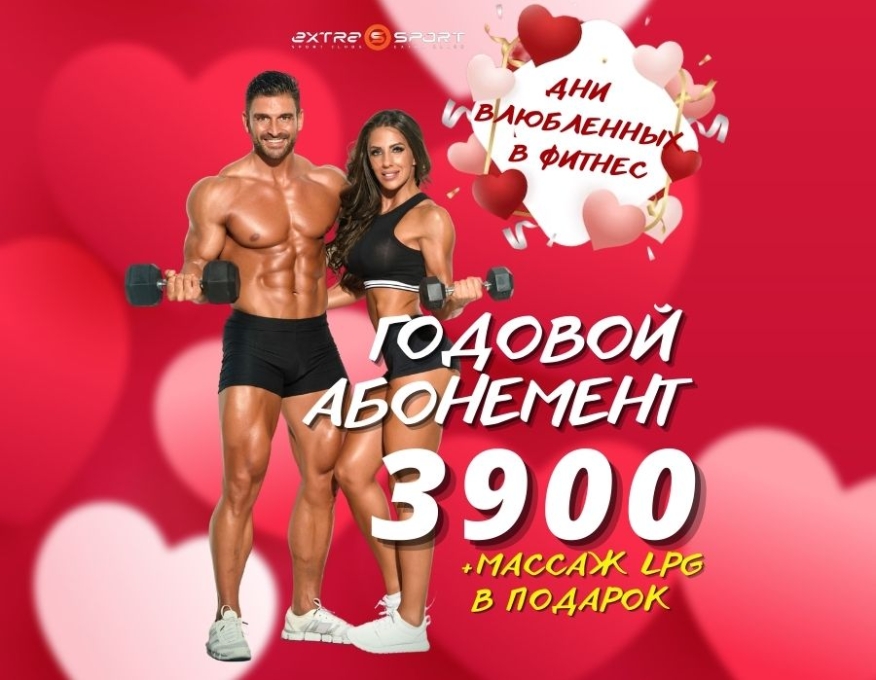 EXTRA SPORT
ДНИ
ВЛЮБЛЕННЫХ
В ФИТНЕС
ГОДОВОЙ
АБОНЕМЕНТ
3900
+МАССАЖ LPG
В ПОДАРОК